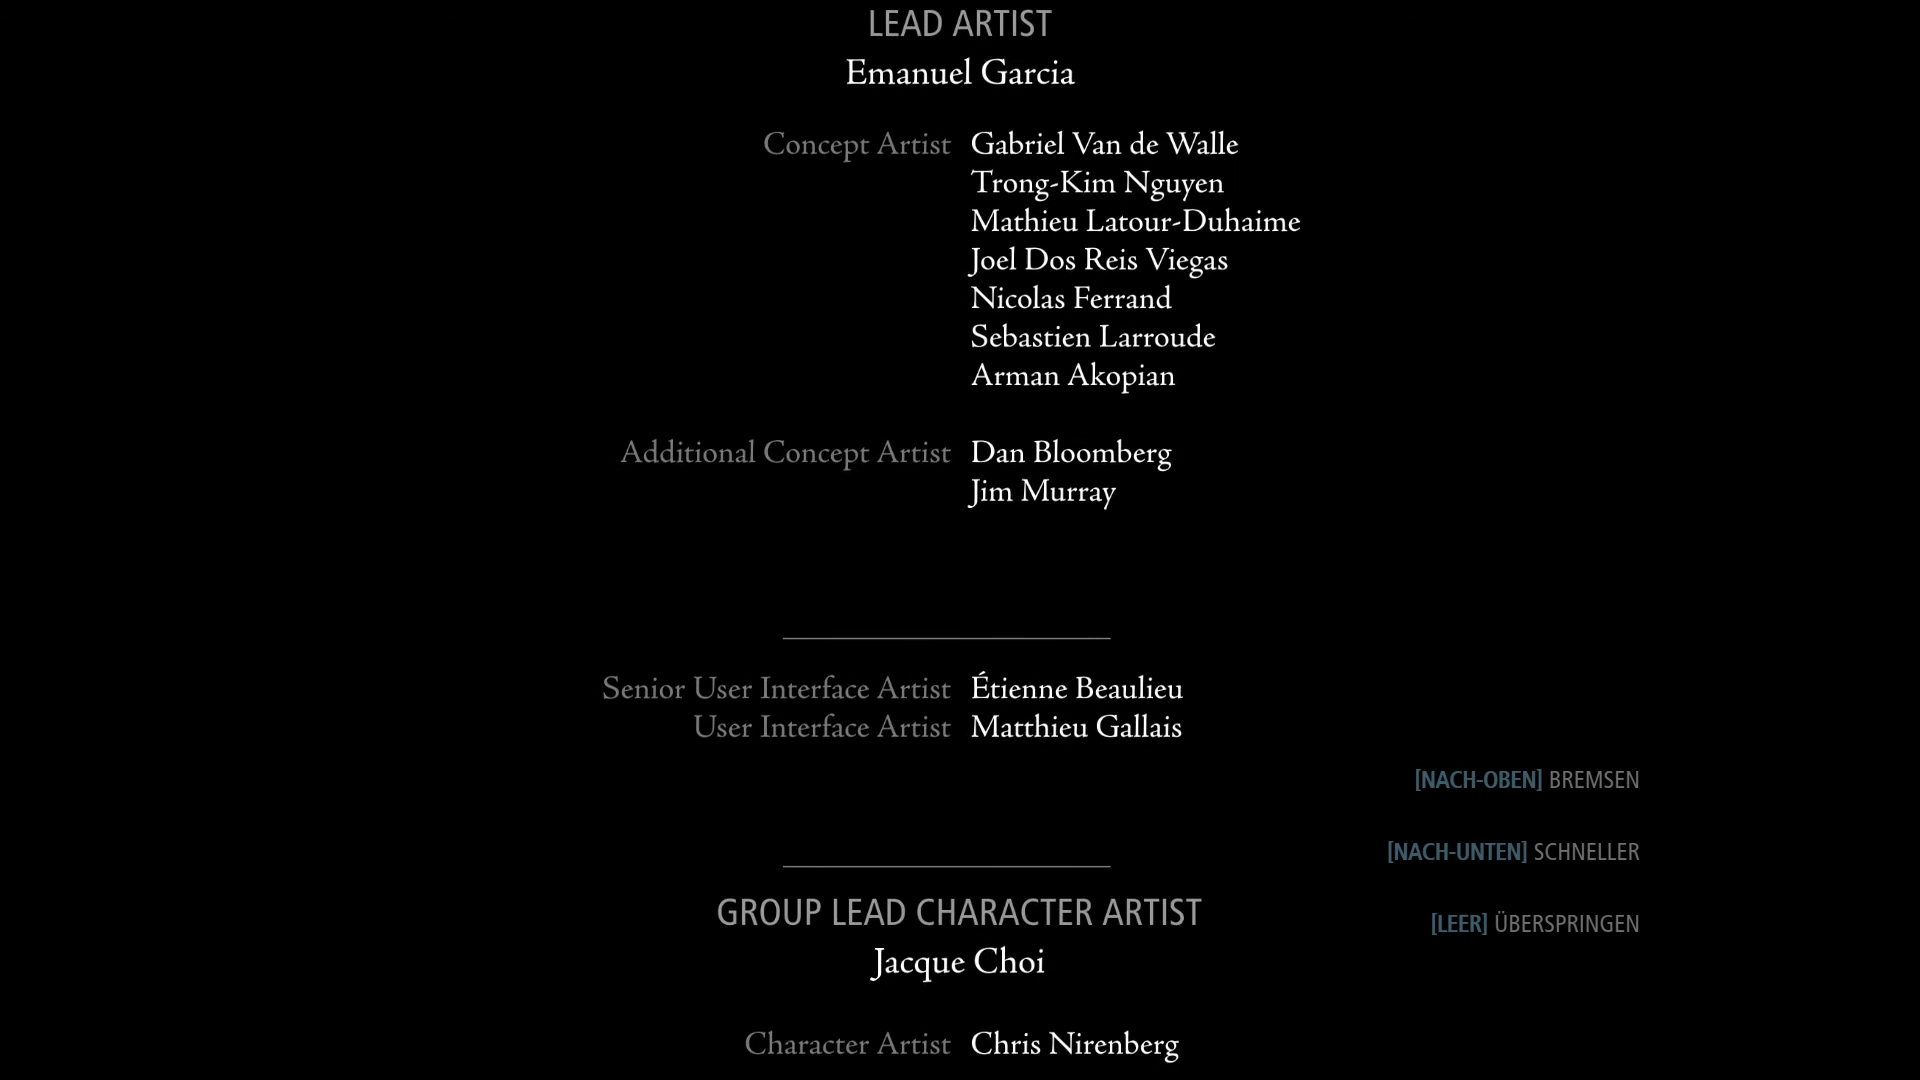 LEAD ARTIST
Emanuel Garcia
Concept Artist Gabriel Van de Walle
Trong-Kim Nguyen
Mathieu Latour-Duhaime
Joel Dos Reis Viegas
Nicolas Ferrand
Sebastien Larroude
Arman Akopian
Additional Concept Artist Dan Bloomberg
Jim Murray
Senior User Interface Artist Étienne Beaulieu
User Interface Artist Matthieu Gallais
[NACH-OBEN] BREMSEN
[NACH-UNTEN] SCHNELLER
GROUP LEAD CHARACTER ARTIST
[LEER] ÜBERSPRINGEN
Jacque Choi
Character Artist Chris Nirenberg